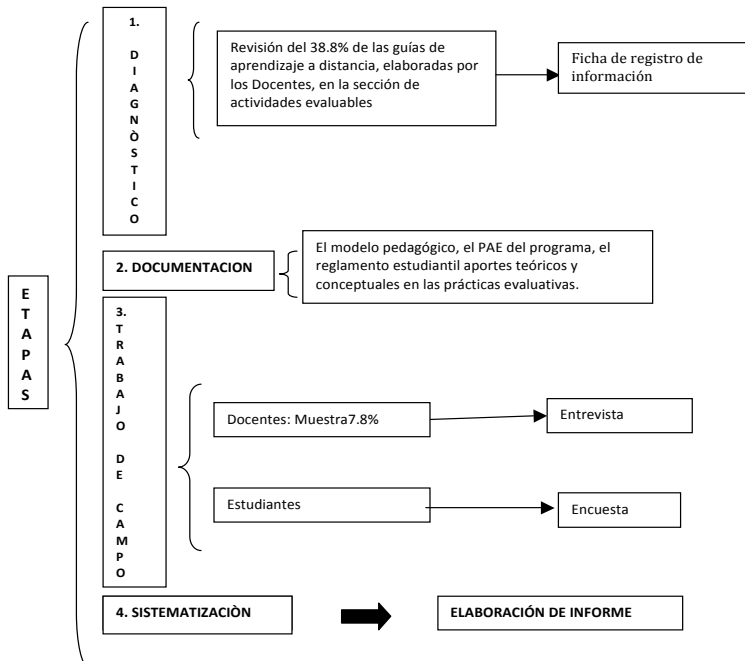 ETAPAS
1.
DIAGNÒSTICO
Revisión del 38.8% de las guías de
aprendizaje a distancia, elaboradas por
los Docentes, en la sección de
actividades evaluables
Ficha de registro de
información
2. DOCUMENTACION
El modelo pedagógico, el PAE del programa, el
reglamento estudiantil aportes teóricos y
conceptuales en las prácticas evaluativas.
3.
TRABAJO DE CAMPO
Docentes: Muestra7.8%
Entrevista
Estudiantes
Encuesta
4. SISTEMATIZACIÒN
ELABORACIÓN DE INFORME